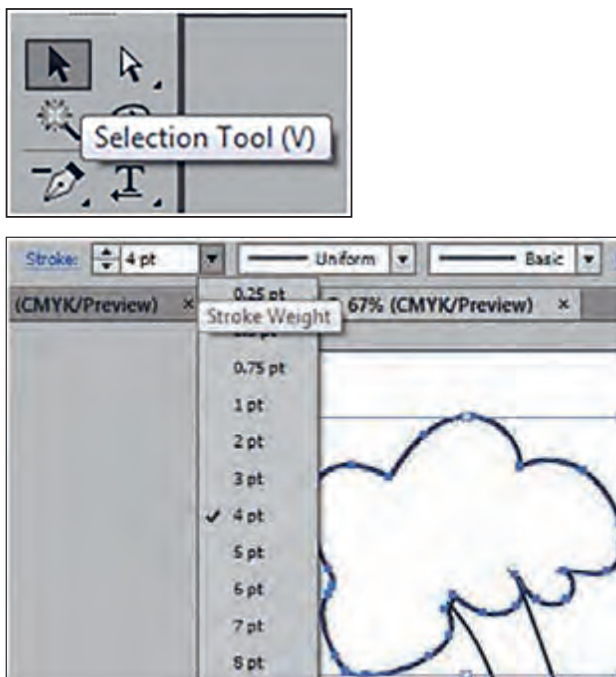 Selection Tool (V)
T
Stroke: 4 pt Uniform Basic
(CMYK/Preview) × 67% (CMYK/Preview) ×
0.25 pt
Stroke Weight
0.75 pt
1 pt
2 pt
3 pt
4 pt
5 pt
6 pt
7 pt
8 pt